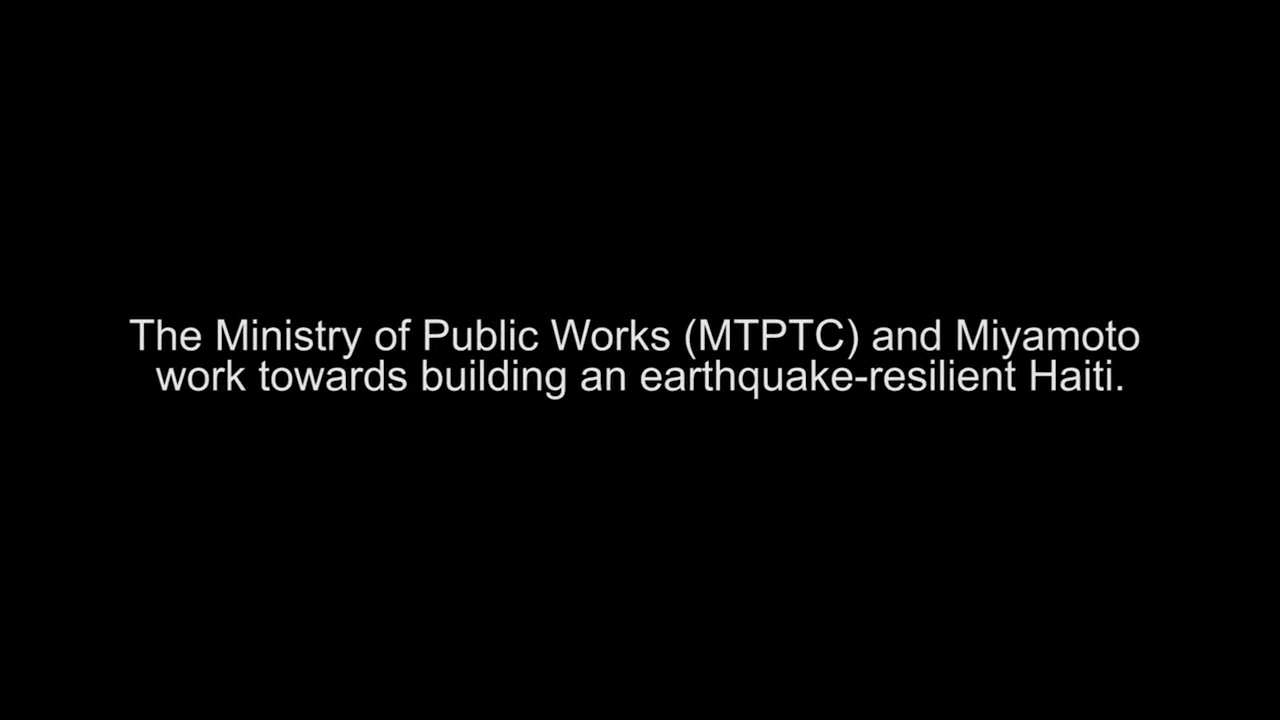 The Ministry of Public Works (MTPTC) and Miyamoto
work towards building an earthquake-resilient Haiti.